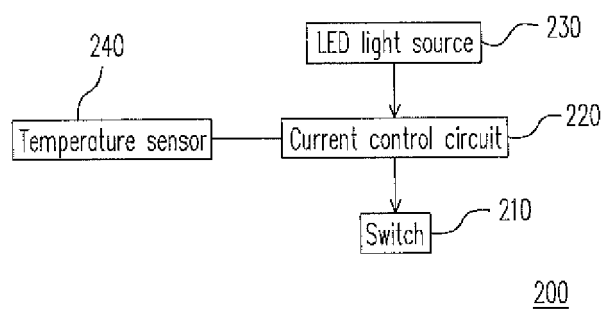 230
LED light source
240
220
Temperature sensor
Current control circuit
210
Switch
200